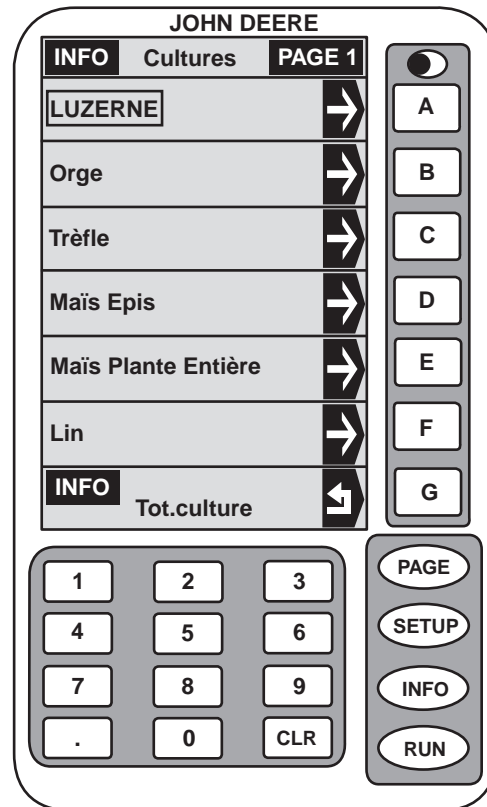 JOHN DEERE
INFO Cultures PAGE 1
LUZERNE
A
Orge
B
Trèfle
C
Maïs Epis
D
Maïs Plante Entière
E
Lin
F
INFO
Tot.culture
G
1 2 3
4 5 6
7 8 9
. 0 CLR
PAGE
SETUP
INFO
RUN